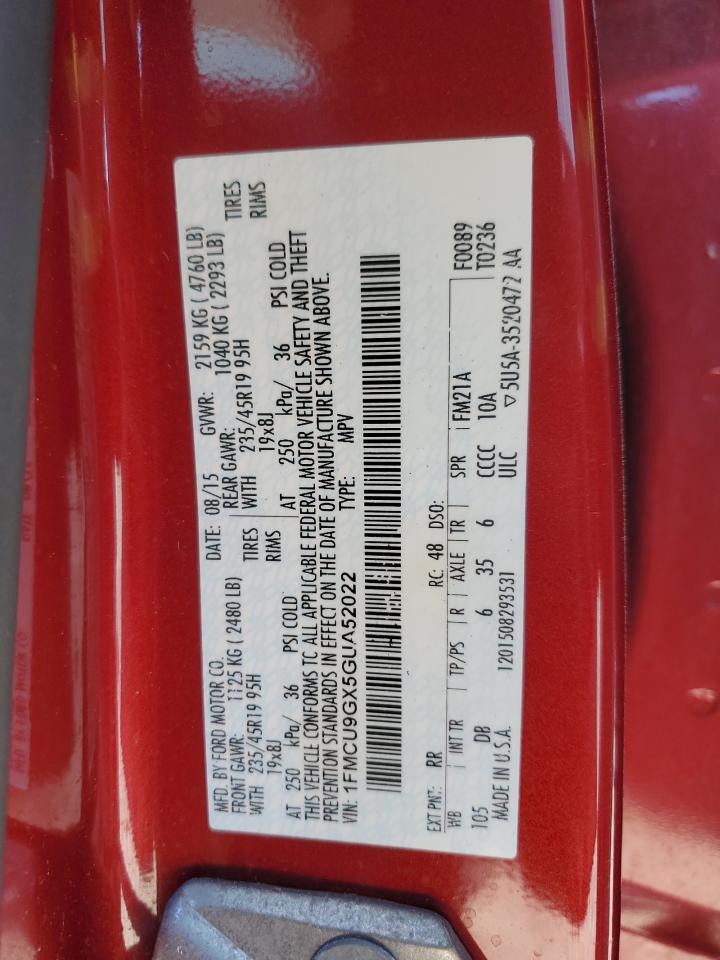 MFD. BY FORD MOTOR CO. DATE: 08/15 GVWR: 2159 KG ( 4760 LB)
FRONT GAWR: 1125 KG ( 2480 LB) REAR GAWR: 1040 KG ( 2293 LB)
WITH 235/45R19 95H TIRES WITH 235/45R19 95H TIRES
19x8J RIMS 19x8J RIMS
AT 250 kPa/ 36 PSI COLD AT 250 kPa/ 36 PSI COLD
THIS VEHICLE CONFORMS TO ALL APPLICABLE FEDERAL MOTOR VEHICLE SAFETY AND THEFT
PREVENTION STANDARDS IN EFFECT ON THE DATE OF MANUFACTURE SHOWN ABOVE.
VIN: 1FMCU9GX5GUA52022 TYPE: MPV
EXT PNT: RR RC: 48 DSO: F0089
WB INT TR TP/PS R AXLE TR SPR FM21A T0236
105 DB 6 35 6 CCCC 10A
MADE IN U.S.A. 1201508293531 ULC ▽5U5A-3520472 AA